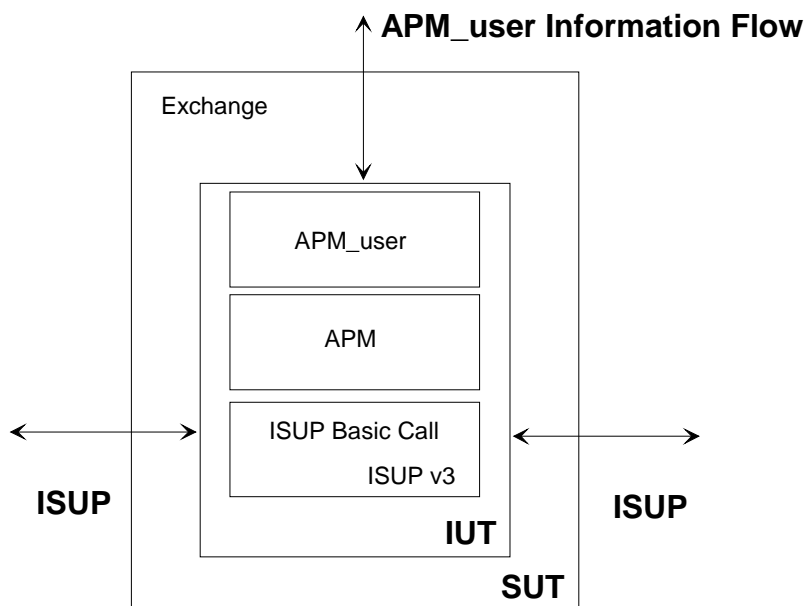 APM_user Information Flow
Exchange
APM_user
APM
ISUP Basic Call
ISUP v3
ISUP
ISUP
IUT
SUT